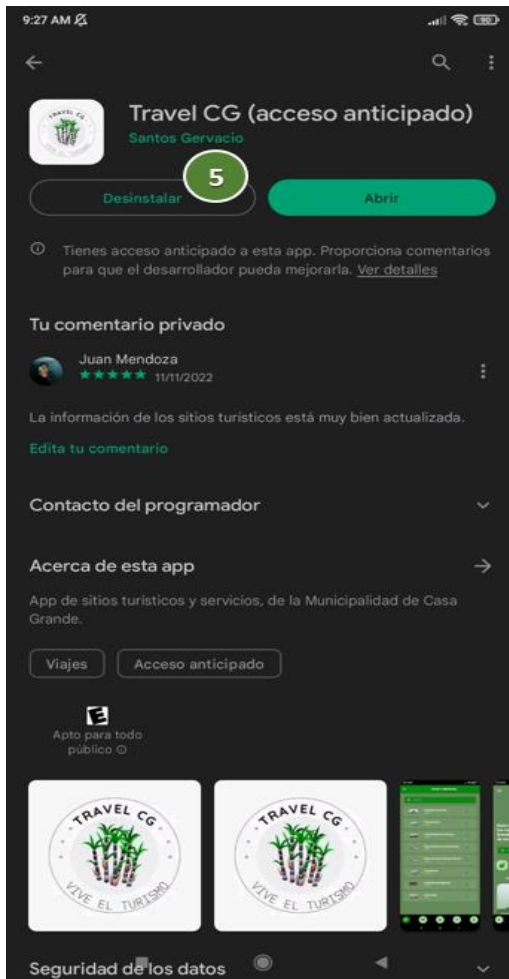 9:27 AM
90
Travel CG (acceso anticipado)
Santos Gervacio
5
Desinstalar
Abrir
Tienes acceso anticipado a esta app. Proporciona comentarios
para que el desarrollador pueda mejorarla. Ver detalles
Tu comentario privado
Juan Mendoza
11/11/2022
La información de los sitios turísticos está muy bien actualizada.
Edita tu comentario
Contacto del programador
Acerca de esta app
App de sitios turísticos y servicios, de la Municipalidad de Casa
Grande.
Viajes
Acceso anticipado
E
Apto para todo
público
TRAVEL CG
VIVE EL TURISMO
TRAVEL CG
VIVE EL TURISMO
Seguridad de los datos